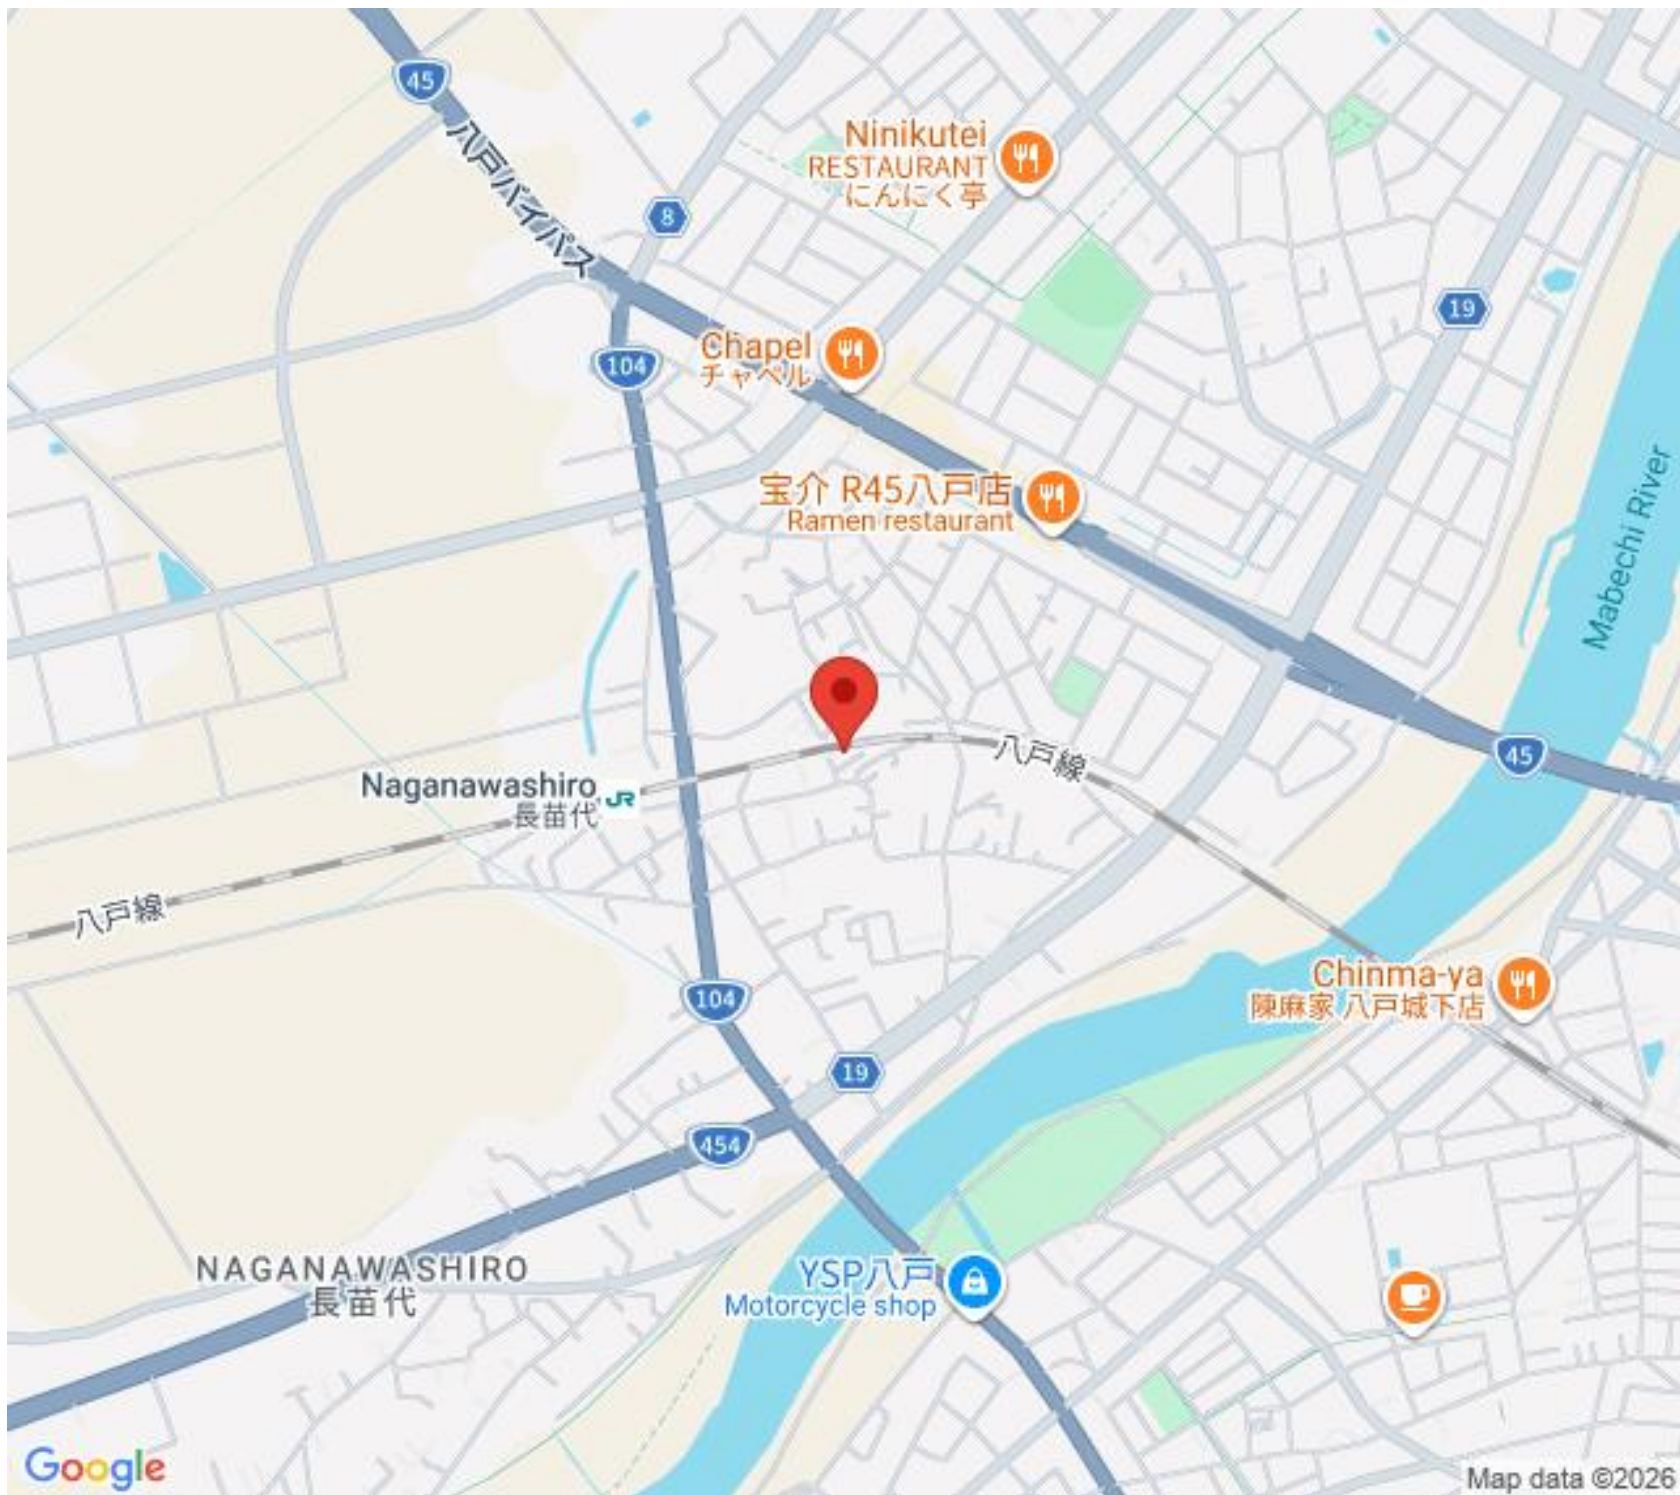 45
八戸バイパス
Ninikutei
RESTAURANT
にんにく亭
8
19
Chapel
チャペル
104
宝介 R45八戸店
Ramen restaurant
Mabechi River
八戸線
45
Naganawashiro
長苗代
JR
八戸線
Chinma-ya
陳麻家 八戸城下店
104
19
454
NAGANAWASHIRO
長苗代
YSP八戸
Motorcycle shop
Google
Map data ©2026